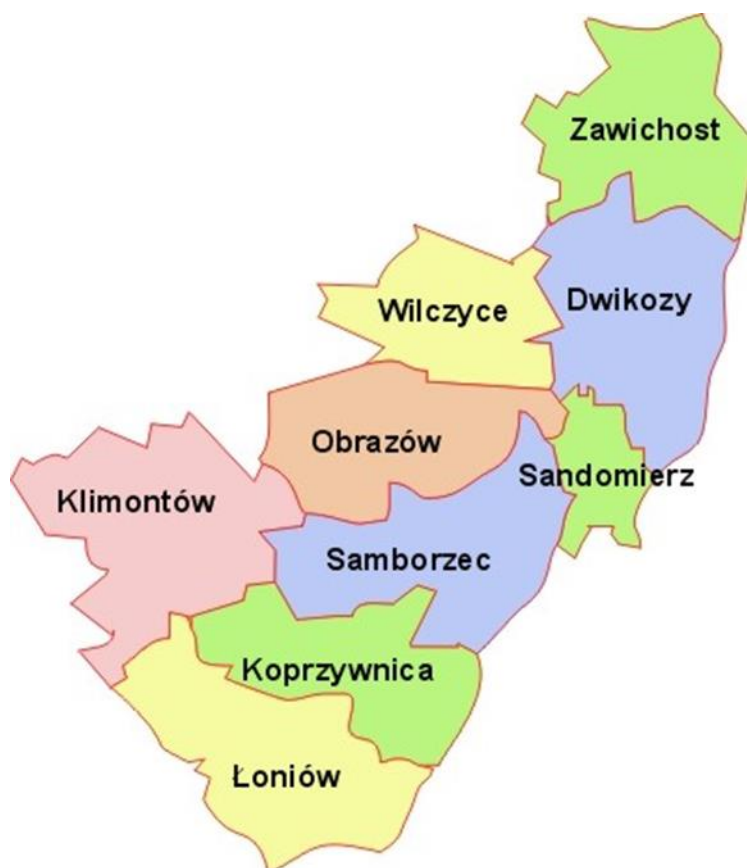 Zawichost
Dwikozy
Wilczyce
Obrazów
Sandomierz
Klimontów
Samborzec
Koprzywnica
Łoniów